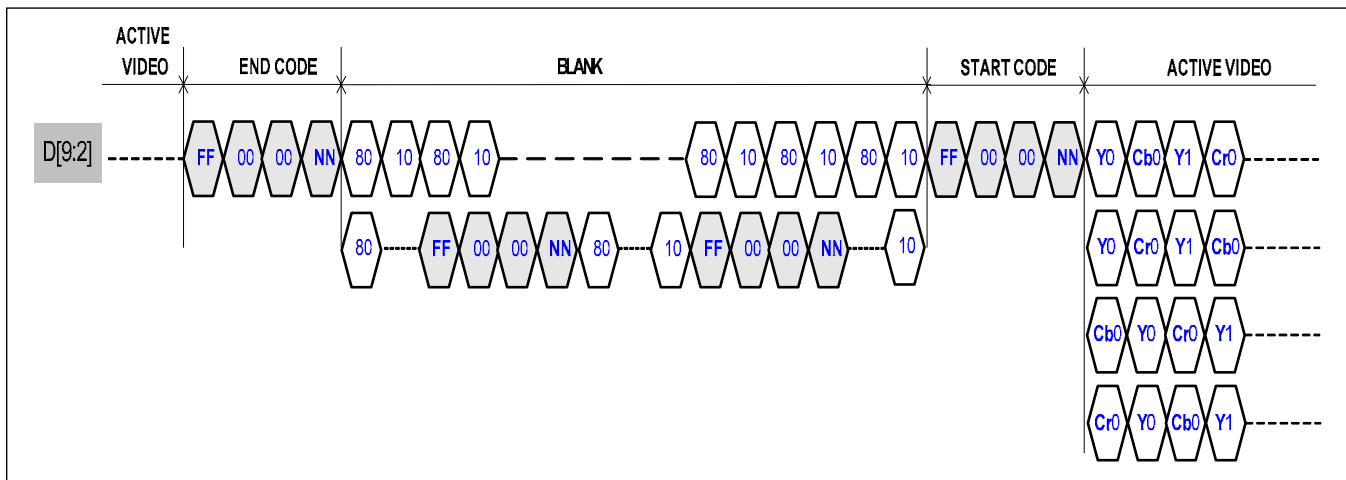 ACTIVE
VIDEO END CODE BLANK START CODE ACTIVE VIDEO
D[9:2] FF 00 00 NN 80 10 80 10 80 10 80 10 80 10 FF 00 00 NN Y0 Cb0 Y1 Cr0
80 FF 00 00 NN 80 10 FF 00 00 NN 10 Y0 Cr0 Y1 Cb0
Cb0 Y0 Cr0 Y1
Cr0 Y0 Cb0 Y1